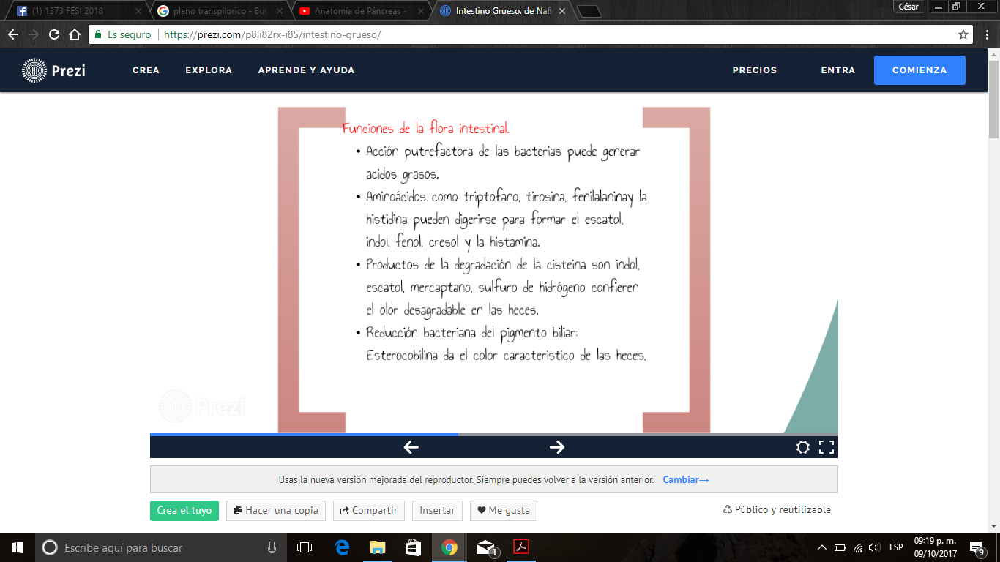 (1) 1373 FESI 2018
plano transpilorico - Bus
Anatomía de Páncreas -
Intestino Grueso. de Nall
César
Es seguro
https://prezi.com/p8li82rx-i85/intestino-grueso/
Prezi
CREA
EXPLORA
APRENDE Y AYUDA
PRECIOS
ENTRA
COMIENZA
Funciones de la flora intestinal.
• Acción putrefactora de las bacterias puede generar
acidos grasos.
• Aminoácidos como triptofano, tirosina, fenilalaninay la
histidina pueden digerirse para formar el escatol,
indol, fenol, cresol y la histamina.
• Productos de la degradación de la cisteina son indol,
escatol, mercaptano, sulfuro de hidrógeno confieren
el olor desagradable en las heces.
• Reducción bacteriana del pigmento biliar:
Esterocobilina da el color caracteristico de las heces,
Prezi
Usas la nueva versión mejorada del reproductor. Siempre puedes volver a la versión anterior. Cambiar→
Crea el tuyo
Hacer una copia
Compartir
Insertar
Me gusta
Público y reutilizable
Escribe aquí para buscar
1
ESP
09:19 p. m.
09/10/2017
9